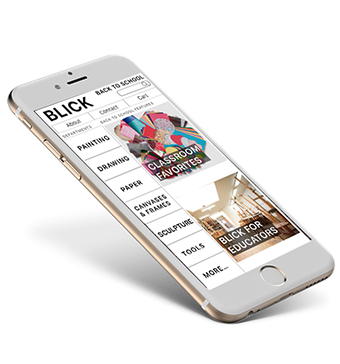 BLICK
BACK TO SCHOOL
About
Contact
Cart
DEPARTMENTS
BACK TO SCHOOL FEATURES
PAINTING
DRAWING
PAPER
CANVASES
& FRAMES
SCULPTURE
TOOLS
MORE...
CLASSROOM
FAVORITES
BLICK FOR
EDUCATORS